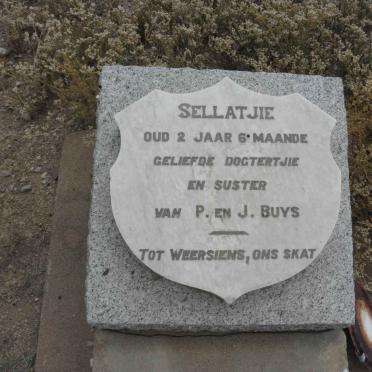 SELLATJIE
OUD 2 JAAR 6 MAANDE
GELIEFDE DOGTERTJIE
EN SUSTER
VAN P. EN J. BUYS
TOT WEERSIENS, ONS SKAT